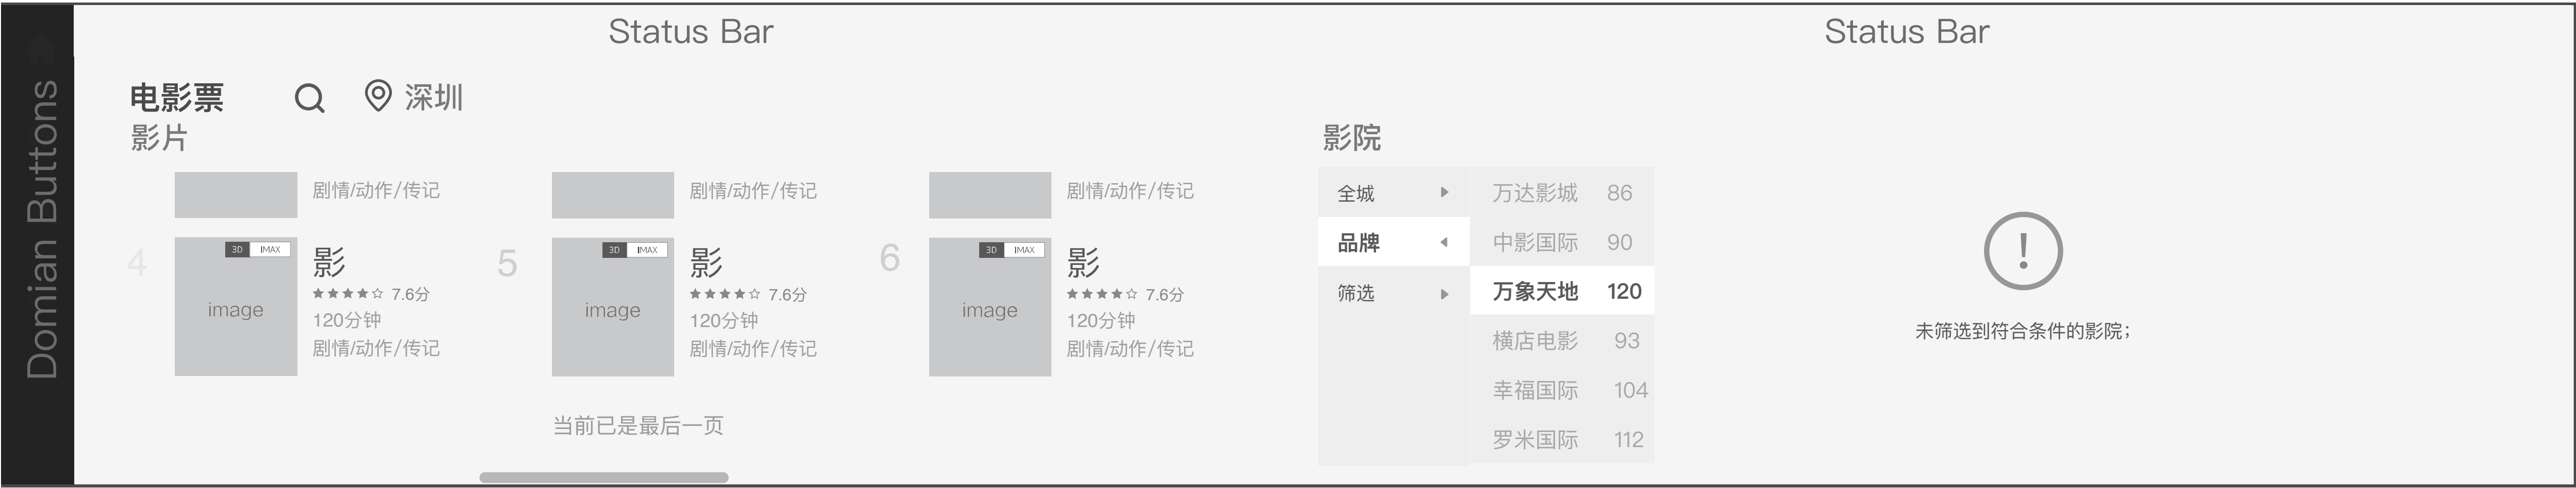 Status Bar
Status Bar
Domian Buttons
电影票
深圳
影片
剧情/动作/传记
剧情/动作/传记
剧情/动作/传记
4
3D IMAX
image
影
7.6分
120分钟
剧情/动作/传记
5
3D IMAX
image
影
7.6分
120分钟
剧情/动作/传记
6
3D IMAX
image
影
7.6分
120分钟
剧情/动作/传记
当前已是最后一页
影院
全城
品牌
筛选
万达影城 86
中影国际 90
万象天地 120
横店电影 93
幸福国际 104
罗米国际 112
未筛选到符合条件的影院；